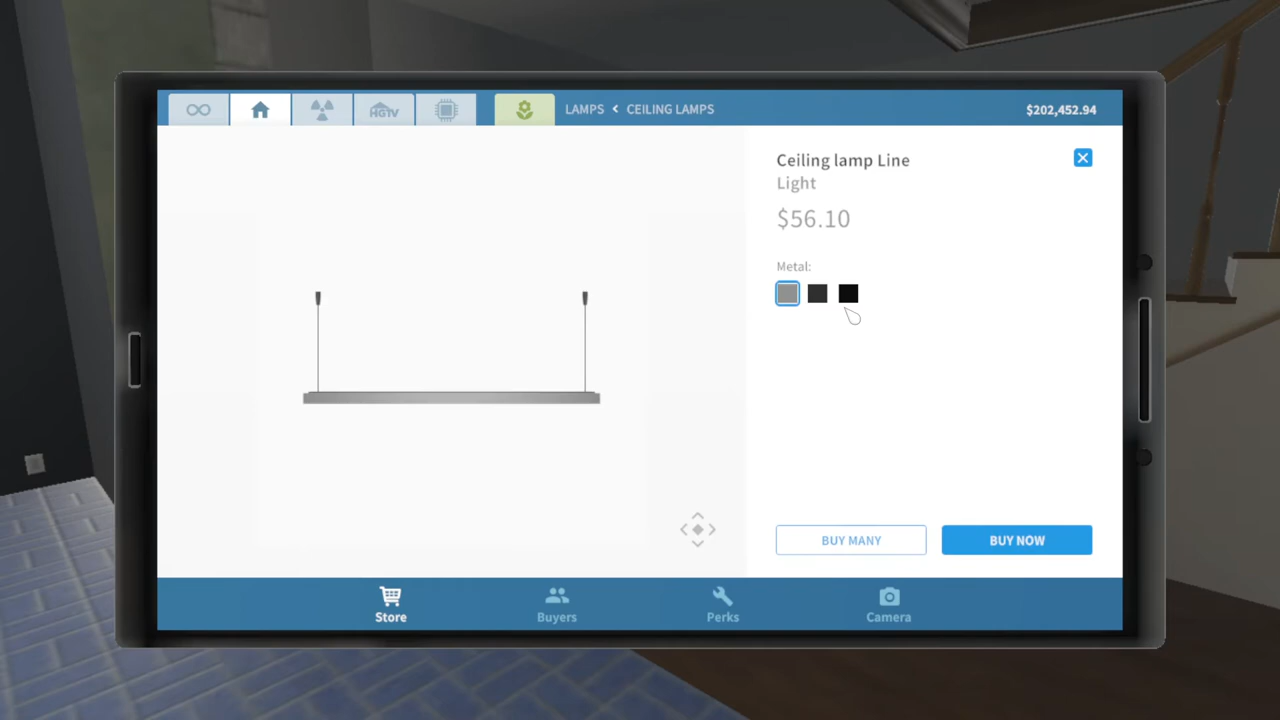 HGTV
LAMPS < CEILING LAMPS
$202,452.94
Ceiling lamp Line
Light
$56.10
Metal:
BUY MANY
BUY NOW
Store
Buyers
Perks
Camera